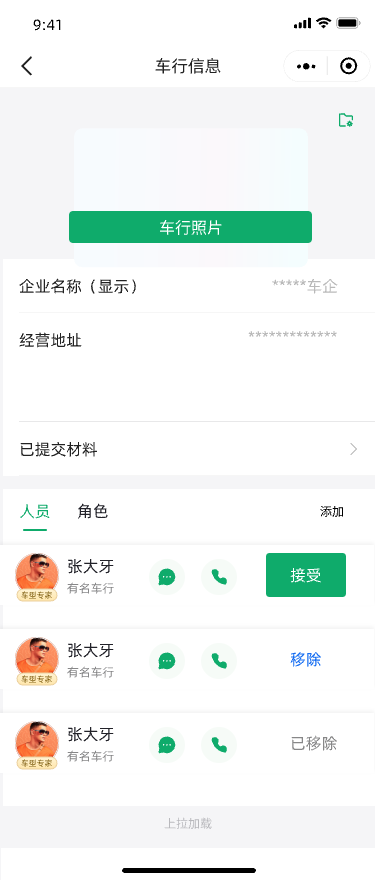 9:41
车行信息
车行照片
企业名称（显示）
*****车企
经营地址
*************
已提交材料
人员
角色
添加
张大牙
有名车行
车型专家
接受
张大牙
有名车行
车型专家
移除
张大牙
有名车行
车型专家
已移除
上拉加载